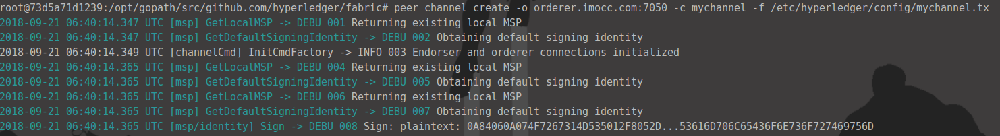 root@73d5a71d1239:/opt/gopath/src/github.com/hyperledger/fabric# peer channel create -o orderer.imocc.com:7050 -c mychannel -f /etc/hyperledger/config/mychannel.tx
2018-09-21 06:40:14.347 UTC [msp] GetLocalMSP -> DEBU 001 Returning existing local MSP
2018-09-21 06:40:14.347 UTC [msp] GetDefaultSigningIdentity -> DEBU 002 Obtaining default signing identity
2018-09-21 06:40:14.349 UTC [channelCmd] InitCmdFactory -> INFO 003 Endorser and orderer connections initialized
2018-09-21 06:40:14.365 UTC [msp] GetLocalMSP -> DEBU 004 Returning existing local MSP
2018-09-21 06:40:14.365 UTC [msp] GetDefaultSigningIdentity -> DEBU 005 Obtaining default signing identity
2018-09-21 06:40:14.365 UTC [msp] GetLocalMSP -> DEBU 006 Returning existing local MSP
2018-09-21 06:40:14.365 UTC [msp] GetDefaultSigningIdentity -> DEBU 007 Obtaining default signing identity
2018-09-21 06:40:14.365 UTC [msp/identity] Sign -> DEBU 008 Sign: plaintext: 0A84060A074F7267314D535012F8052D...53616D706C65436F6E736F727469756D